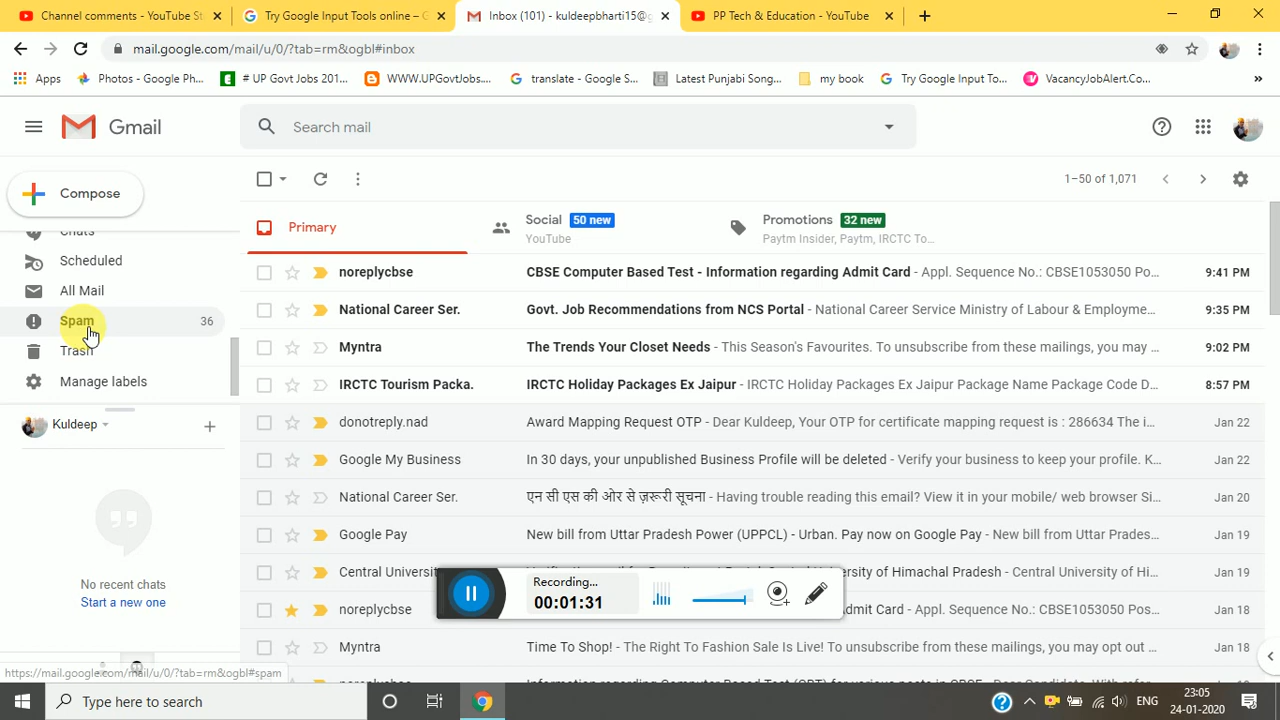 Channel comments - YouTube St
Try Google Input Tools online – G
Inbox (101) - kuldeepbharti15@g
PP Tech & Education - YouTube
mail.google.com/mail/u/0/?tab=rm&ogbl#inbox
Apps
Photos - Google Ph...
# UP Govt Jobs 201...
WWW.UPGovtJobs....
translate - Google S...
Latest Punjabi Song...
my book
Try Google Input To...
VacancyJobAlert.Co...
Gmail
Search mail
Compose
1–50 of 1,071
Chats
Scheduled
All Mail
Spam 36
Trash
Manage labels
Kuldeep
No recent chats
Start a new one
Primary
Social 50 new
YouTube
Promotions 32 new
Paytm Insider, Paytm, IRCTC To...
noreplycbse CBSE Computer Based Test - Information regarding Admit Card - Appl. Sequence No.: CBSE1053050 Po... 9:41 PM
National Career Ser. Govt. Job Recommendations from NCS Portal - National Career Service Ministry of Labour & Employme... 9:35 PM
Myntra The Trends Your Closet Needs - This Season's Favourites. To unsubscribe from these mailings, you may ... 9:02 PM
IRCTC Tourism Packa. IRCTC Holiday Packages Ex Jaipur - IRCTC Holiday Packages Ex Jaipur Package Name Package Code D... 8:57 PM
donotreply.nad Award Mapping Request OTP - Dear Kuldeep, Your OTP for certificate mapping request is : 286634 The i... Jan 22
Google My Business In 30 days, your unpublished Business Profile will be deleted - Verify your business to keep your profile. K... Jan 22
National Career Ser. एन सी एस की ओर से ज़रूरी सूचना - Having trouble reading this email? View it in your mobile/ web browser Si... Jan 20
Google Pay New bill from Uttar Pradesh Power (UPPCL) - Urban. Pay now on Google Pay - New bill from Uttar Prades... Jan 19
Central Universit University of Himachal Pradesh - Central University of Hi... Jan 19
noreplycbse Admit Card - Appl. Sequence No.: CBSE1053050 Pos... Jan 18
Myntra Time To Shop! - The Right To Fashion Sale Is Live! To unsubscribe from these mailings, you may opt out ... Jan 18
Recording...
00:01:31
https://mail.google.com/mail/u/0/?tab=rm&ogbl#spam
Type here to search
ENG
23:05
24-01-2020